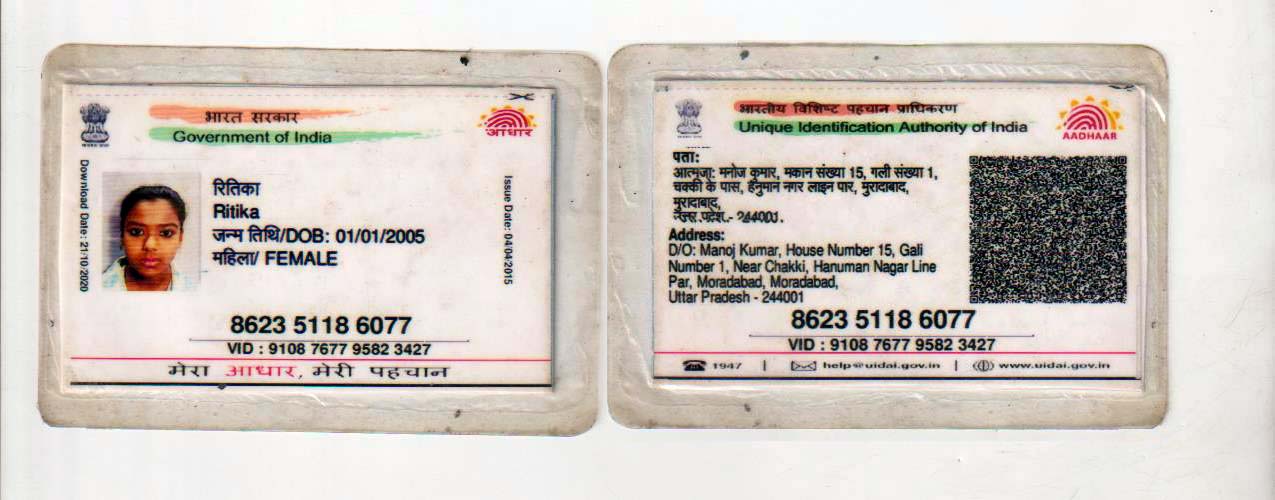 भारत सरकार
Government of India
आधार
Download Date: 21/10/2020
रितिका
Ritika
जन्म तिथि/DOB: 01/01/2005
महिला/ FEMALE
Issue Date: 04/04/2015
8623 5118 6077
VID : 9108 7677 9582 3427
मेरा आधार, मेरी पहचान
भारतीय विशिष्ट पहचान प्राधिकरण
Unique Identification Authority of India
AADHAAR
पता:
आत्मजा: मनोज कुमार, मकान संख्या 15, गली संख्या 1,
चक्की के पास, हनुमान नगर लाइन पार, मुरादाबाद,
मुरादाबाद,
उत्तर प्रदेश - 244001
Address:
D/O: Manoj Kumar, House Number 15, Gali
Number 1, Near Chakki, Hanuman Nagar Line
Par, Moradabad, Moradabad,
Uttar Pradesh - 244001
8623 5118 6077
VID : 9108 7677 9582 3427
1947 | help@uidai.gov.in | www.uidai.gov.in